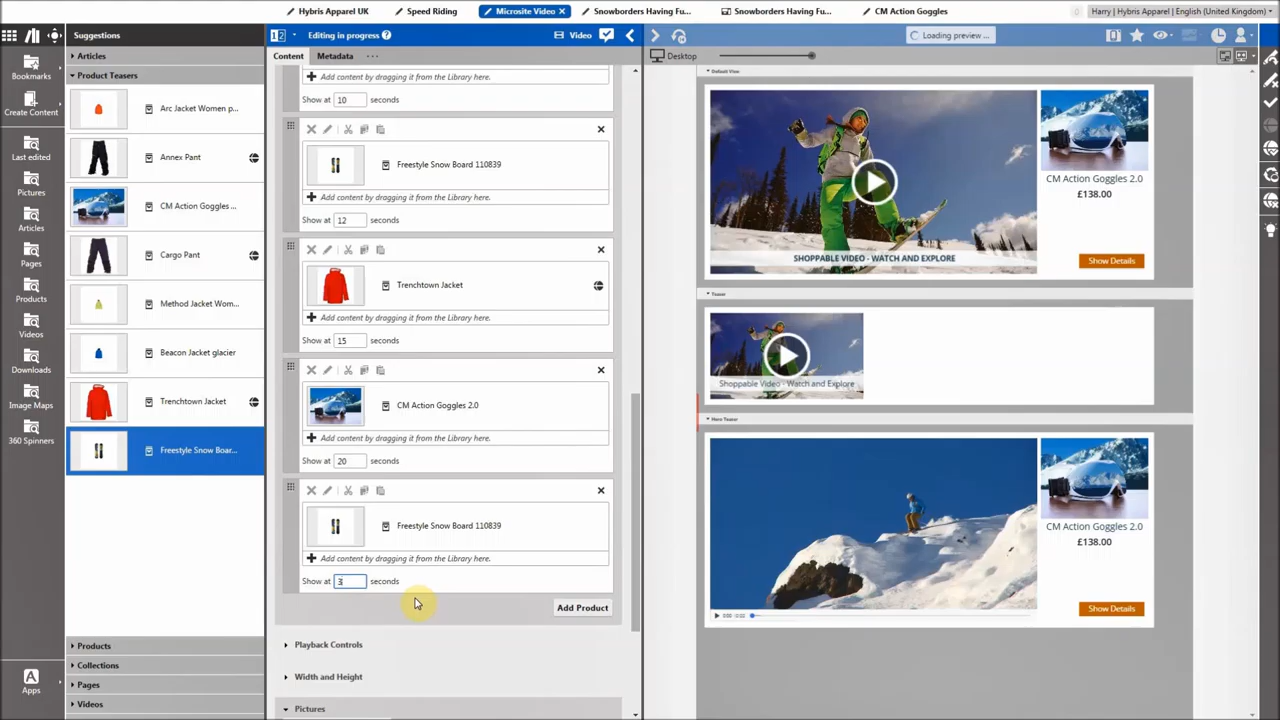 Hybris Apparel UK
Speed Riding
Microsite Video
Snowborders Having Fu...
Snowborders Having Fu...
CM Action Goggles
Harry | Hybris Apparel | English (United Kingdom)
Suggestions
Editing in progress
Video
Loading preview ...
Bookmarks
Create Content
Last edited
Pictures
Articles
Pages
Products
Videos
Downloads
Image Maps
360 Spinners
Apps
Articles
Product Teasers
Arc Jacket Women p...
Annex Pant
CM Action Goggles ...
Cargo Pant
Method Jacket Wom...
Beacon Jacket glacier
Trenchtown Jacket
Freestyle Snow Boar...
Products
Collections
Pages
Videos
Content
Metadata
Add content by dragging it from the Library here.
Show at 10 seconds
Freestyle Snow Board 110839
Add content by dragging it from the Library here.
Show at 12 seconds
Trenchtown Jacket
Add content by dragging it from the Library here.
Show at 15 seconds
CM Action Goggles 2.0
Add content by dragging it from the Library here.
Show at 20 seconds
Freestyle Snow Board 110839
Add content by dragging it from the Library here.
Show at 3 seconds
Add Product
Playback Controls
Width and Height
Pictures
Desktop
Default View
SHOPPABLE VIDEO - WATCH AND EXPLORE
CM Action Goggles 2.0
£138.00
Show Details
Teaser
Shoppable Video - Watch and Explore
Hero Teaser
CM Action Goggles 2.0
£138.00
Show Details